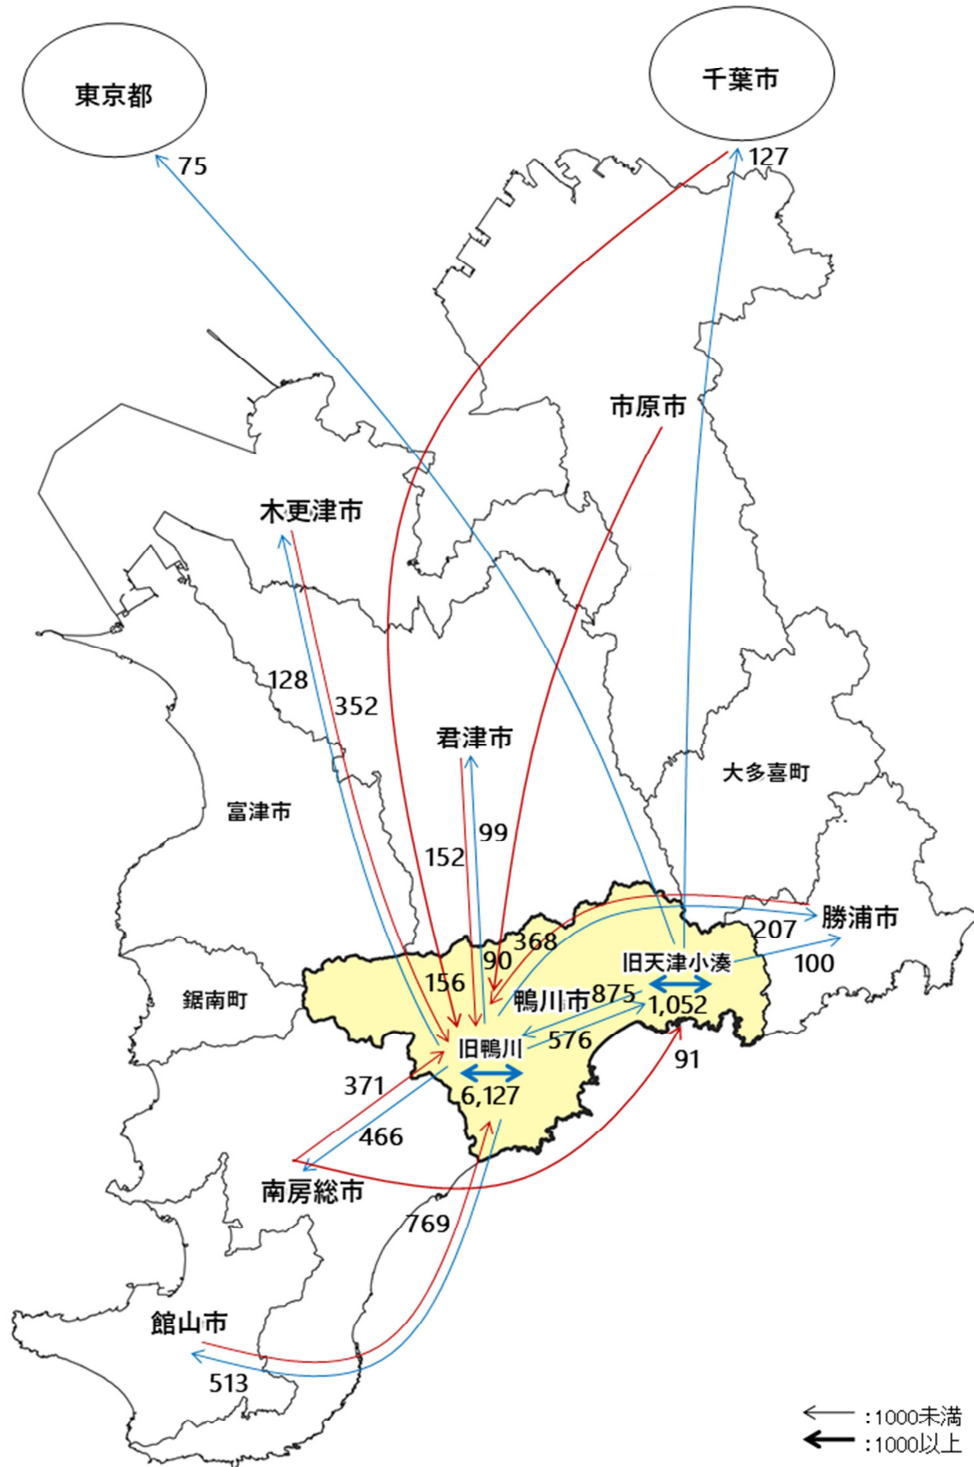 東京都
千葉市
75
127
市原市
木更津市
128
352
君津市
大多喜町
富津市
99
152
368
207
勝浦市
90
旧天津小湊
100
156
鋸南町
鴨川市
875
1,052
576
旧鴨川
91
371
6,127
466
南房総市
769
館山市
513
:1000未満
:1000以上